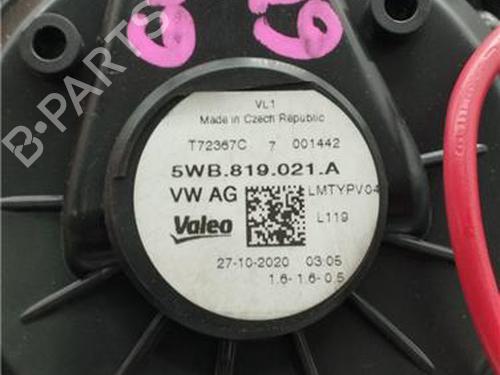 VL1
Made in Czech Republic
T72367C 7 001442
5WB.819.021.A
VW AG LMTYPV04
Valeo L119
27-10-2020 03:05
1.6- 1.6- 0.5
B-PARTS